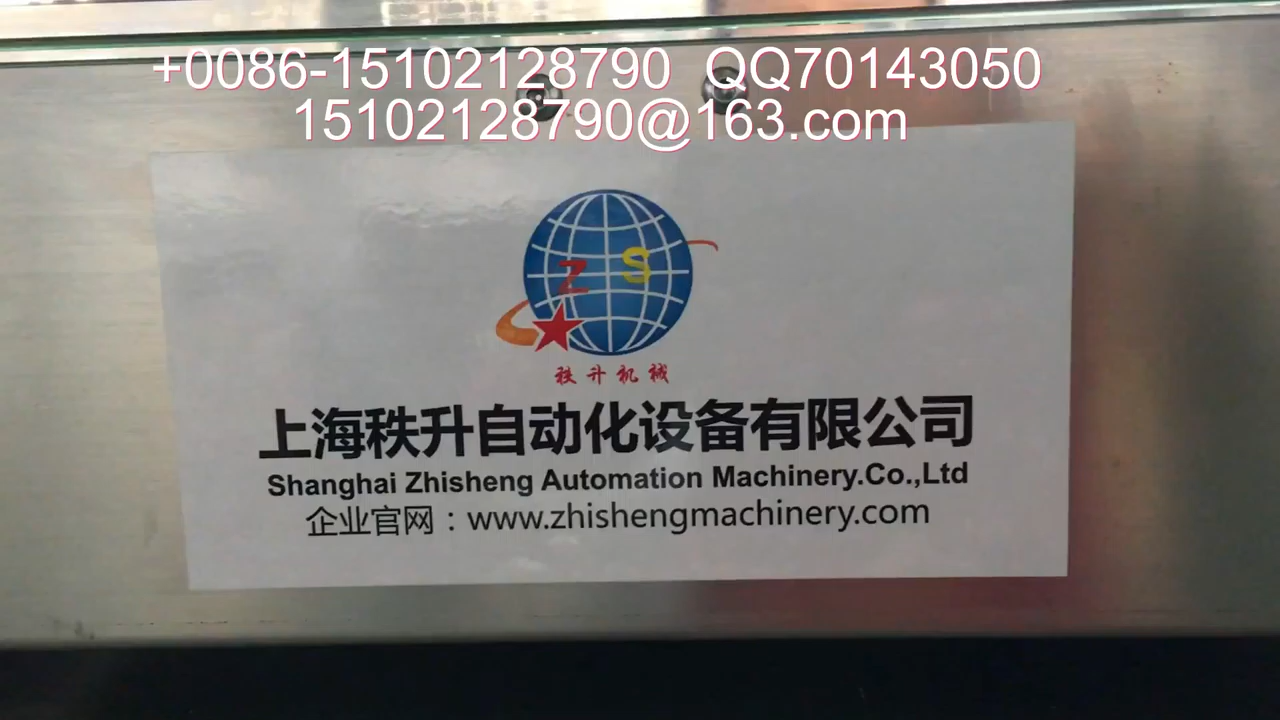 +0086-15102128790 QQ70143050
15102128790@163.com
Z S
秩升机械
上海秩升自动化设备有限公司
Shanghai Zhisheng Automation Machinery.Co.,Ltd
企业官网：www.zhishengmachinery.com